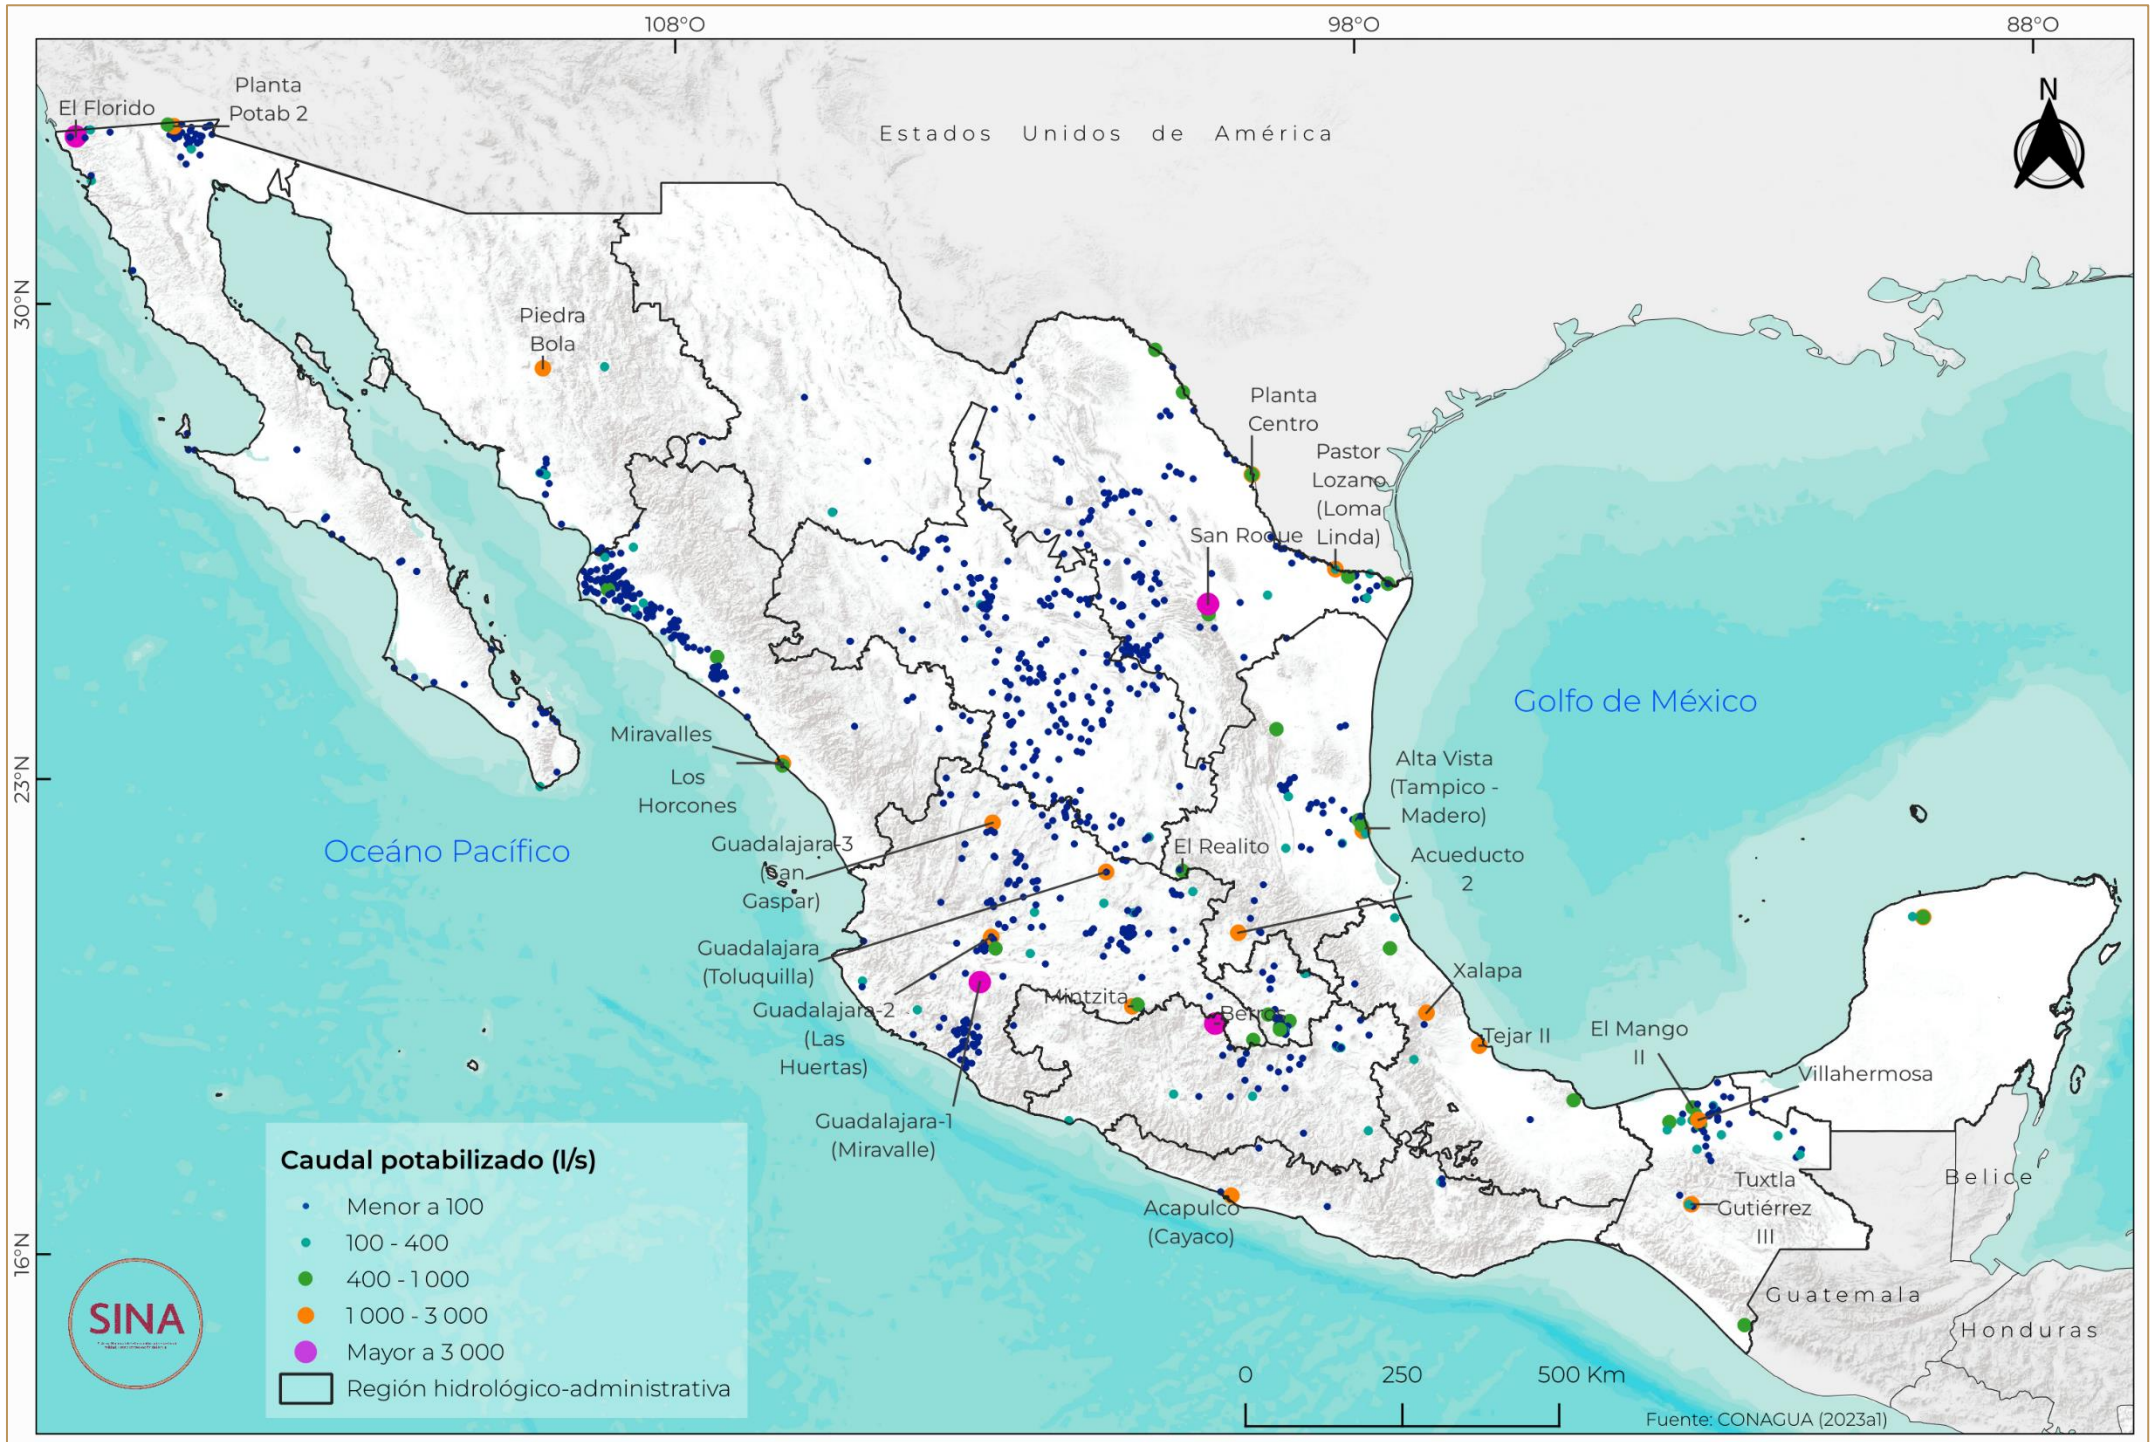 108°O
98°O
88°O
30°N
23°N
16°N
N
Estados Unidos de América
El Florido
Planta
Potab 2
Piedra
Bola
Planta
Centro
Pastor
Lozano
(Loma
Linda)
San Roque
Golfo de México
Miravalles
Los
Horcones
Alta Vista
(Tampico -
Madero)
Oceáno Pacífico
Guadalajara-3
(San
Gaspar)
El Realito
Acueducto
2
Guadalajara
(Toluquilla)
Xalapa
Mintzita
Guadalajara-2
(Las
Huertas)
Berros
Tejar II
El Mango
II
Villahermosa
Guadalajara-1
(Miravalle)
Acapulco
(Cayaco)
Tuxtla
Gutiérrez
III
Belice
Guatemala
Honduras
Caudal potabilizado (l/s)
Menor a 100
100 - 400
400 - 1 000
1 000 - 3 000
Mayor a 3 000
Región hidrológico-administrativa
SINA
0 250 500 Km
Fuente: CONAGUA (2023a1)